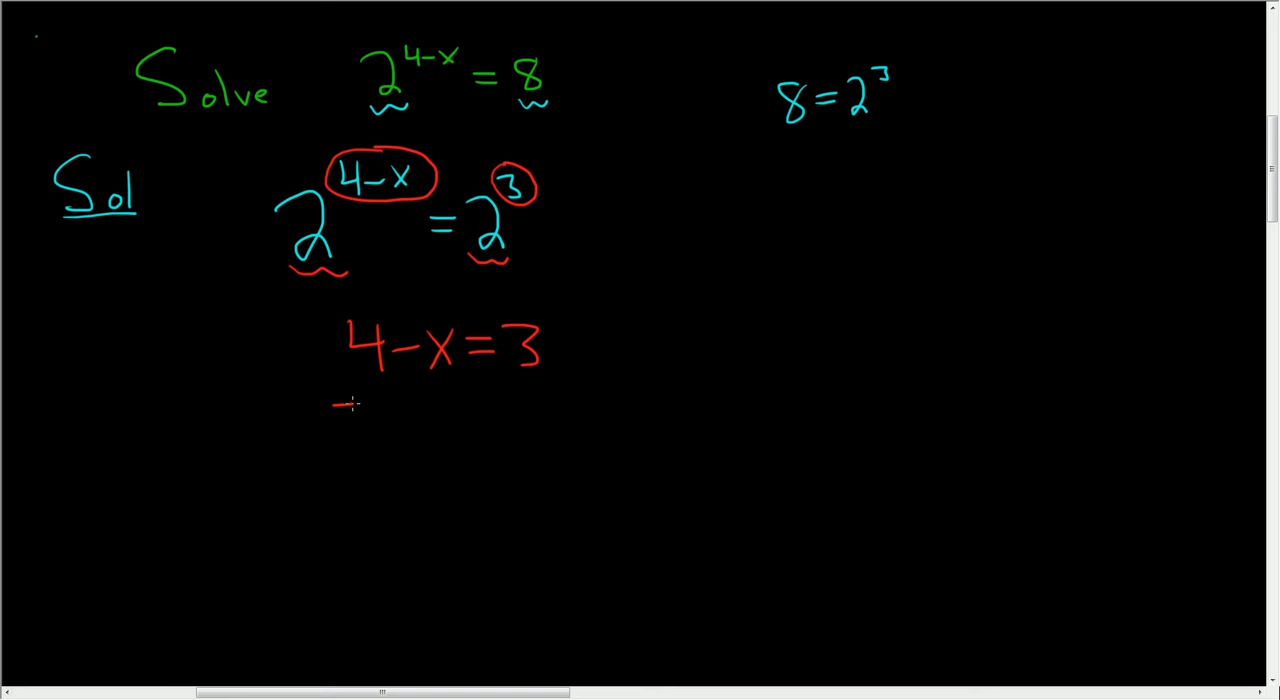 Solve 2^{4-x} = 8
8 = 2^3
Sol
2^{4-x} = 2^3
4-x=3
-